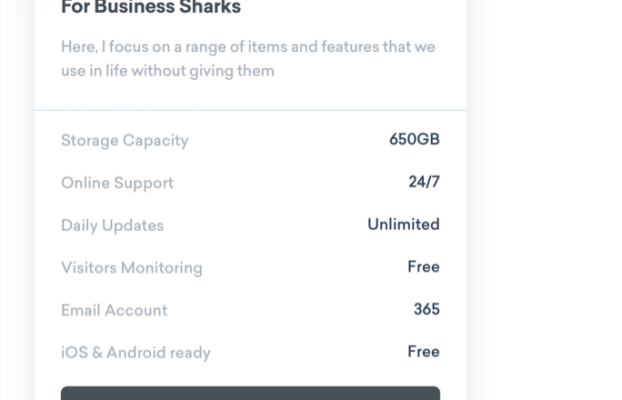 For Business Sharks
Here, I focus on a range of items and features that we
use in life without giving them
Storage Capacity 650GB
Online Support 24/7
Daily Updates Unlimited
Visitors Monitoring Free
Email Account 365
iOS & Android ready Free